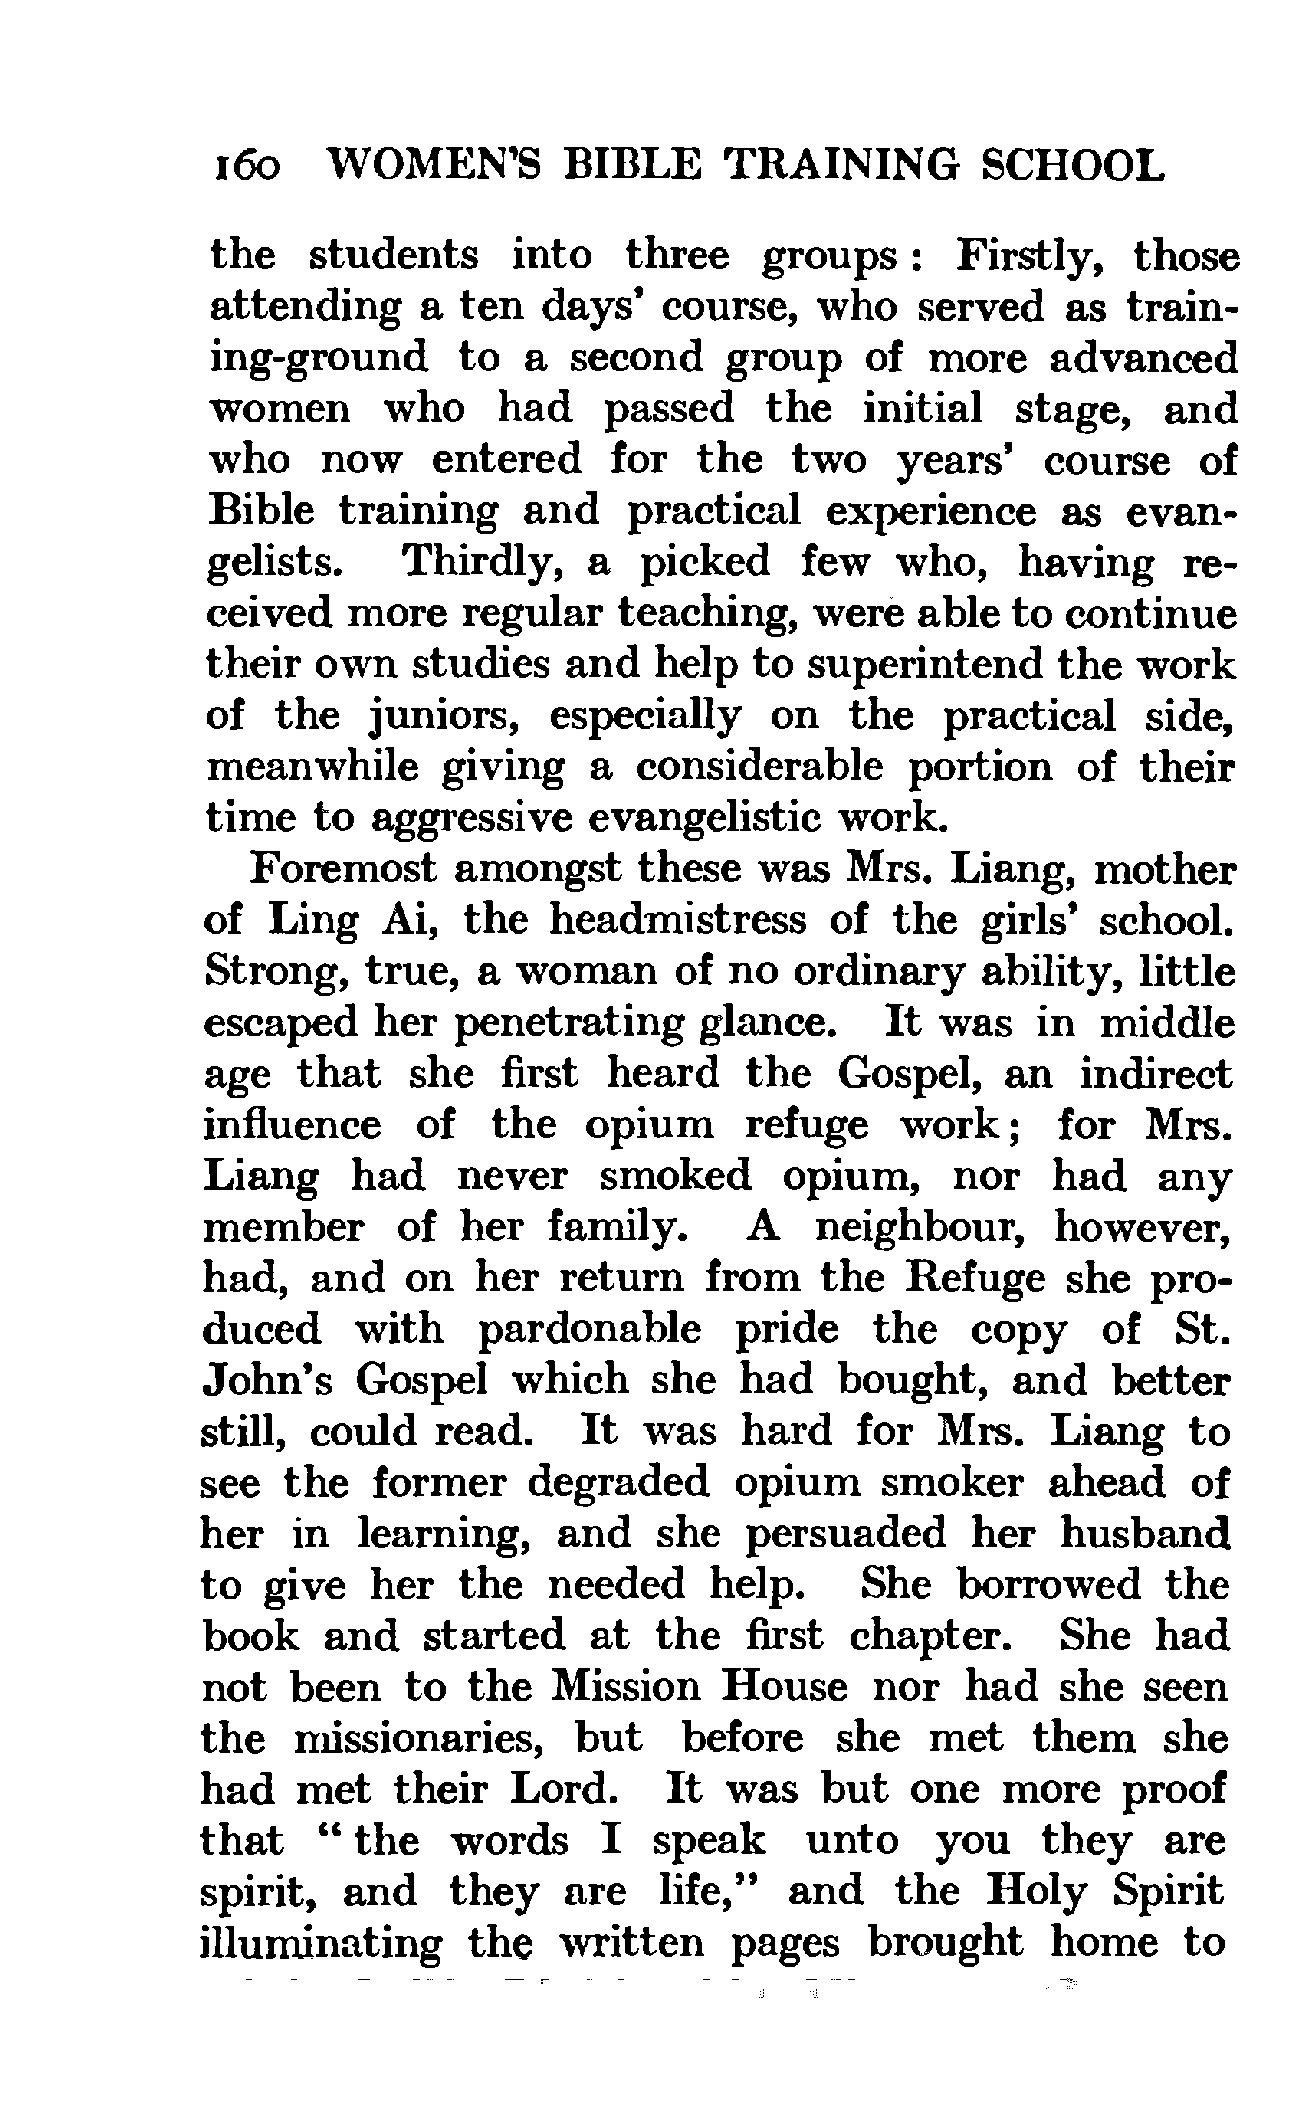 160 WOMEN'S BIBLE TRAINING SCHOOL
the students into three groups : Firstly, those
attending a ten days' course, who served as train-
ing-ground to a second group of more advanced
women who had passed the initial stage, and
who now entered for the two years' course of
Bible training and practical experience as evan-
gelists. Thirdly, a picked few who, having re-
ceived more regular teaching, were able to continue
their own studies and help to superintend the work
of the juniors, especially on the practical side,
meanwhile giving a considerable portion of their
time to aggressive evangelistic work.
Foremost amongst these was Mrs. Liang, mother
of Ling Ai, the headmistress of the girls' school.
Strong, true, a woman of no ordinary ability, little
escaped her penetrating glance. It was in middle
age that she first heard the Gospel, an indirect
influence of the opium refuge work ; for Mrs.
Liang had never smoked opium, nor had any
member of her family. A neighbour, however,
had, and on her return from the Refuge she pro-
duced with pardonable pride the copy of St.
John's Gospel which she had bought, and better
still, could read. It was hard for Mrs. Liang to
see the former degraded opium smoker ahead of
her in learning, and she persuaded her husband
to give her the needed help. She borrowed the
book and started at the first chapter. She had
not been to the Mission House nor had she seen
the missionaries, but before she met them she
had met their Lord. It was but one more proof
that “ the words I speak unto you they are
spirit, and they are life,” and the Holy Spirit
illuminating the written pages brought home to